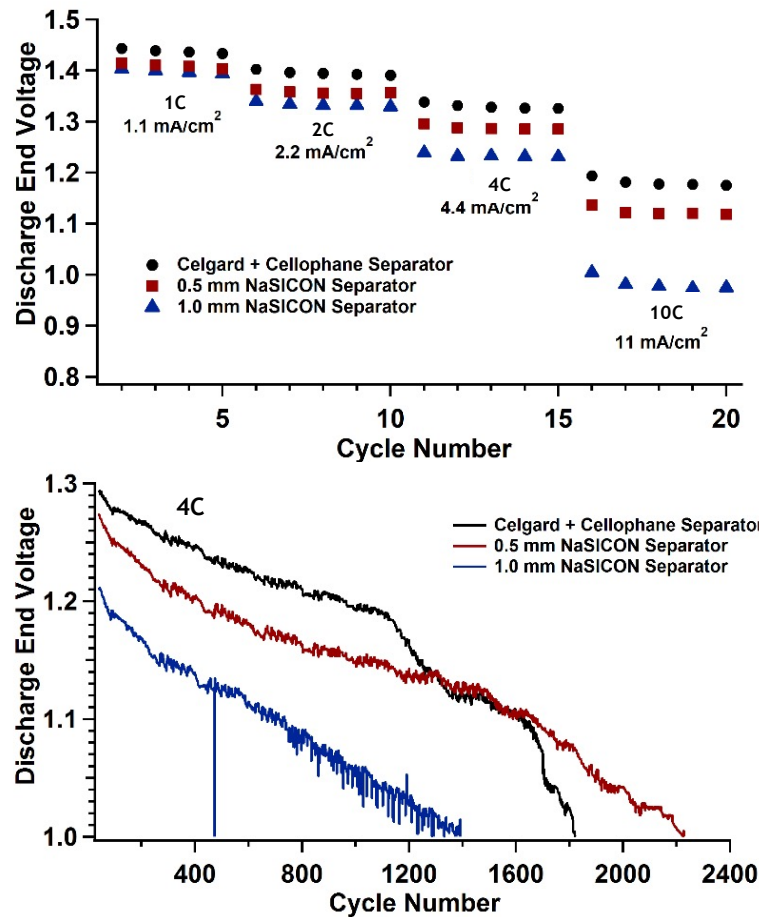 Discharge End Voltage
1.5
1.4
1.3
1.2
1.1
1.0
0.9
0.8
1C
1.1 mA/cm²
2C
2.2 mA/cm²
4C
4.4 mA/cm²
10C
11 mA/cm²
Celgard + Cellophane Separator
0.5 mm NaSICON Separator
1.0 mm NaSICON Separator
5
10
15
20
Cycle Number
Discharge End Voltage
1.3
1.2
1.1
1.0
4C
Celgard + Cellophane Separator
0.5 mm NaSICON Separator
1.0 mm NaSICON Separator
400
800
1200
1600
2000
2400
Cycle Number